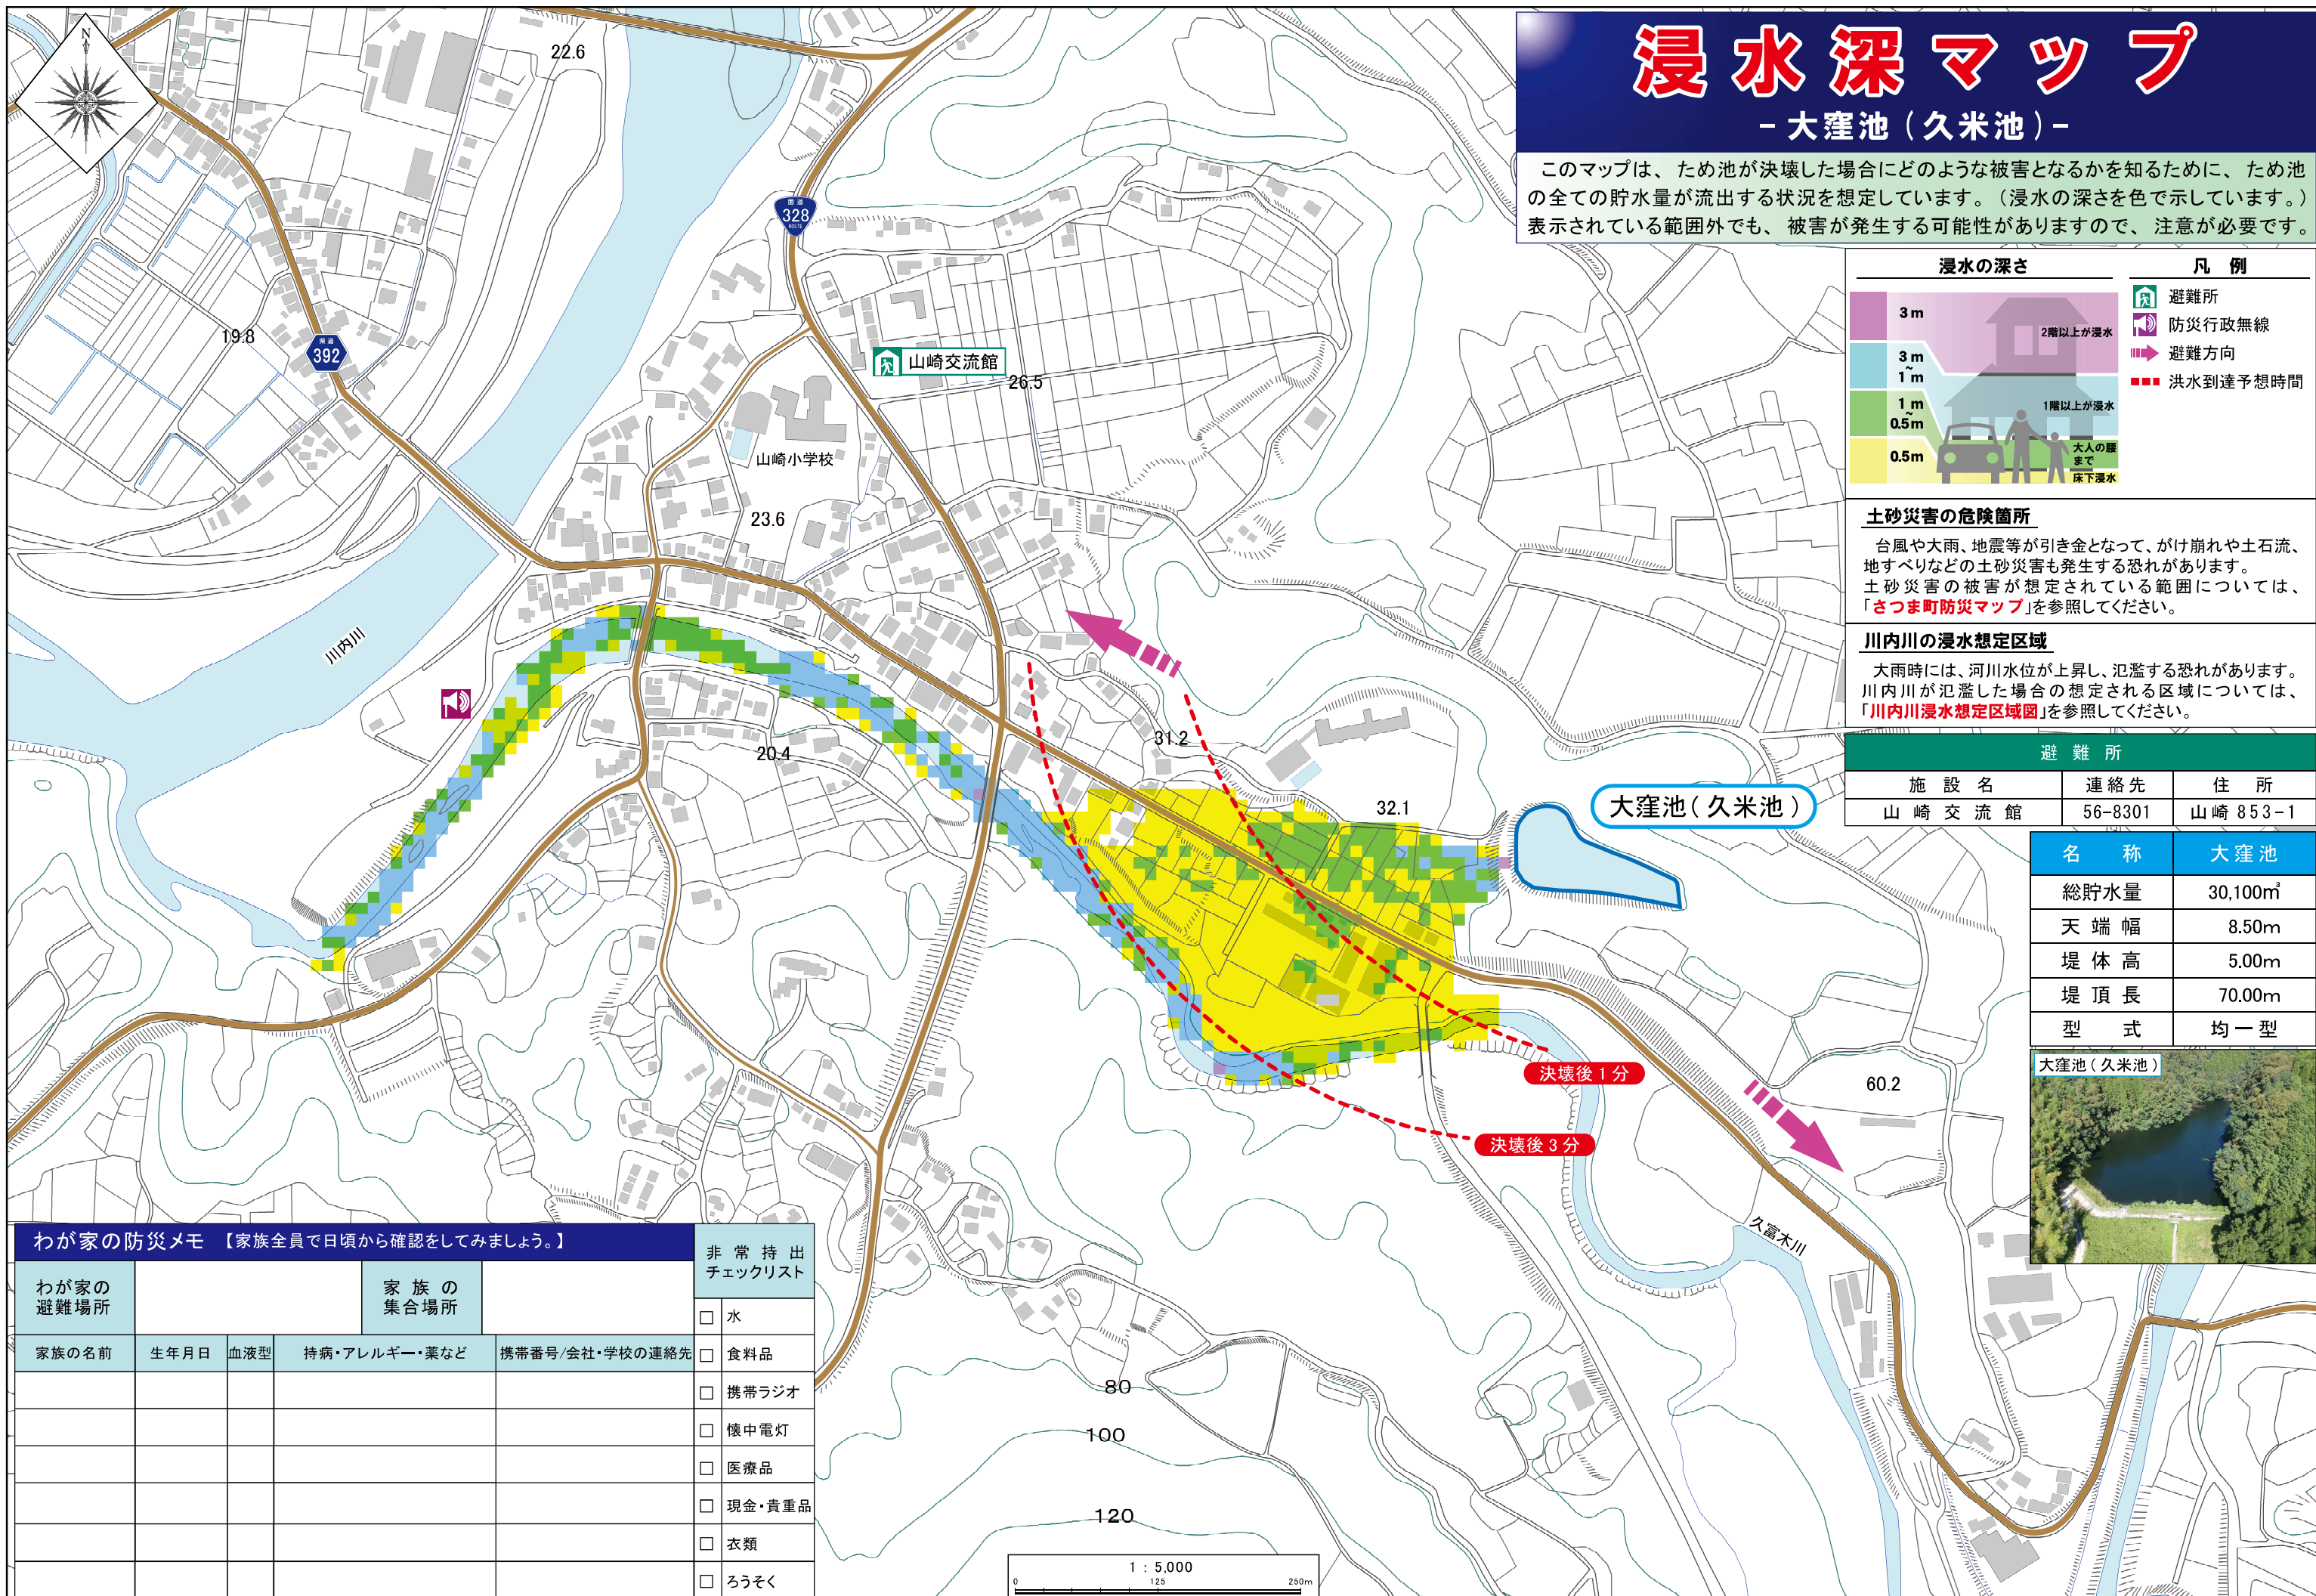 浸水深マップ
-大窪池（久米池）-
このマップは、ため池が決壊した場合にどのような被害となるかを知るために、ため池
の全ての貯水量が流出する状況を想定しています。（浸水の深さを色で示しています。）
表示されている範囲外でも、被害が発生する可能性がありますので、注意が必要です。
浸水の深さ
3m
2階以上が浸水
3m
~
1m
1階以上が浸水
1m
~
0.5m
大人の腰
まで
0.5m
床下浸水
凡 例
避難所
防災行政無線
避難方向
洪水到達予想時間
土砂災害の危険箇所
台風や大雨、地震等が引き金となって、がけ崩れや土石流、
地すべりなどの土砂災害も発生する恐れがあります。
土砂災害の被害が想定されている範囲については、
「さつま町防災マップ」を参照してください。
川内川の浸水想定区域
大雨時には、河川水位が上昇し、氾濫する恐れがあります。
川内川が氾濫した場合の想定される区域については、
「川内川浸水想定区域図」を参照してください。
避難所
施設名 連絡先 住所
山崎交流館 56-8301 山崎853-1
名称 大窪池
総貯水量 30,100㎥
天端幅 8.50m
堤体高 5.00m
堤頂長 70.00m
型式 均一型
大窪池（久米池）
N
22.6
国道
328
ROUTE
19.8
県道
392
山崎交流館
26.5
山崎小学校
23.6
川内川
20.4
31.2
32.1
大窪池（久米池）
決壊後1分
決壊後3分
60.2
久富木川
80
100
120
1：5,000
0 125 250m
わが家の防災メモ 【家族全員で日頃から確認をしてみましょう。】
わが家の
避難場所
家族の
集合場所
家族の名前 生年月日 血液型 持病・アレルギー・薬など 携帯番号/会社・学校の連絡先
非常持出
チェックリスト
□ 水
□ 食料品
□ 携帯ラジオ
□ 懐中電灯
□ 医療品
□ 現金・貴重品
□ 衣類
□ ろうそく